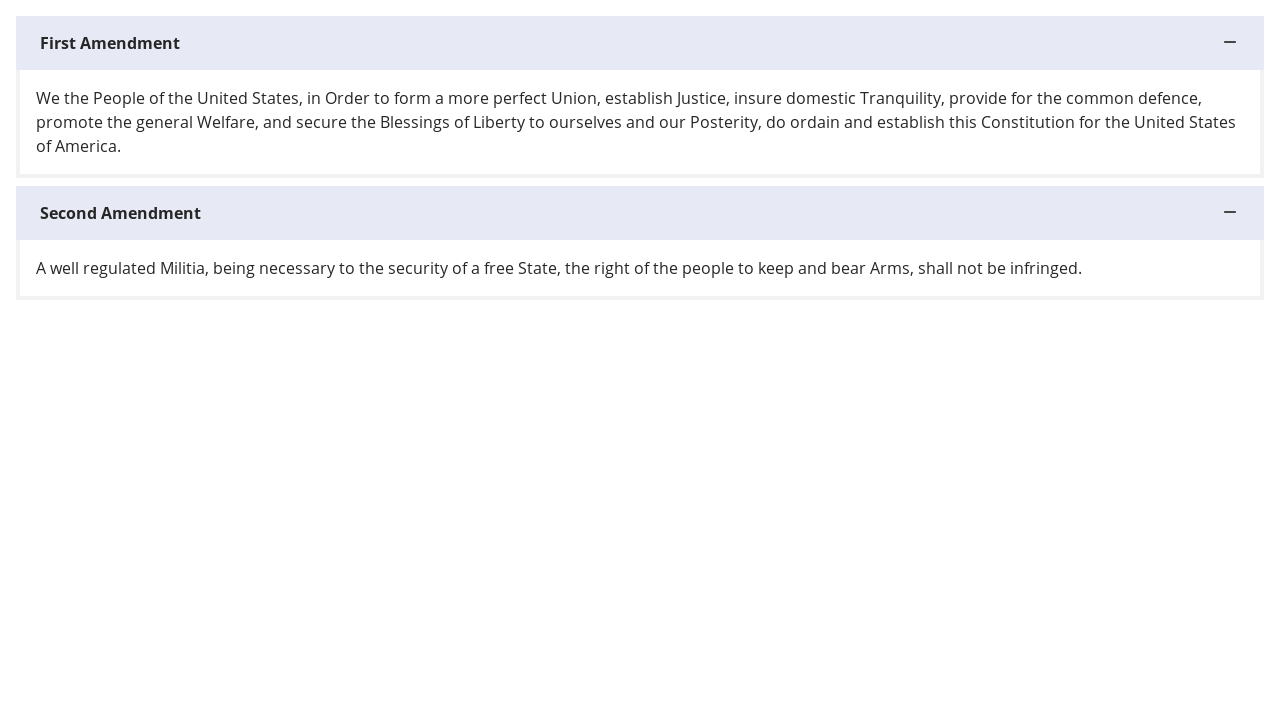 First Amendment
We the People of the United States, in Order to form a more perfect Union, establish Justice, insure domestic Tranquility, provide for the common defence,
promote the general Welfare, and secure the Blessings of Liberty to ourselves and our Posterity, do ordain and establish this Constitution for the United States
of America.
Second Amendment
A well regulated Militia, being necessary to the security of a free State, the right of the people to keep and bear Arms, shall not be infringed.